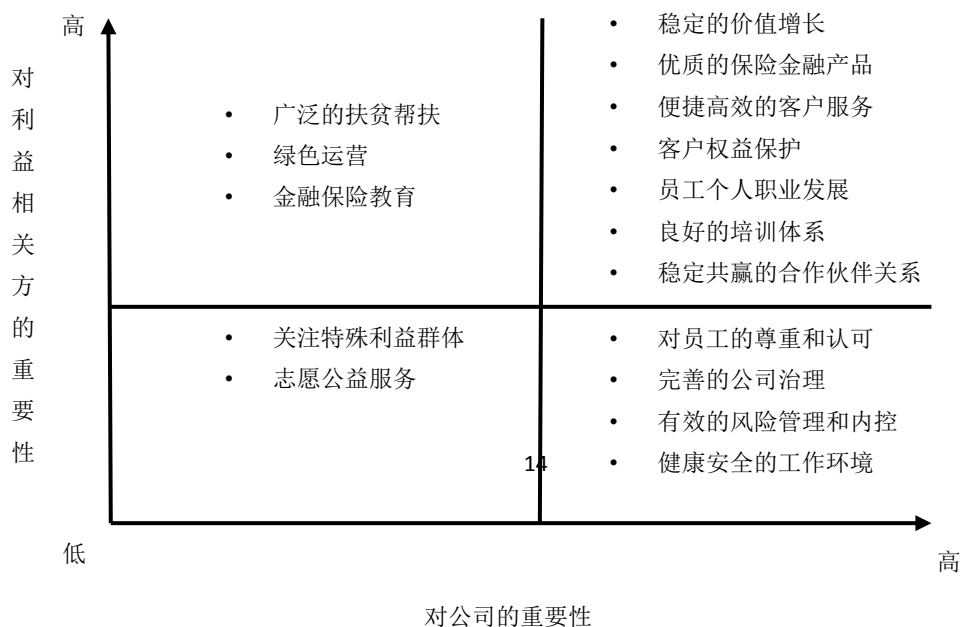 高
对利益相关方的重要性
• 广泛的扶贫帮扶
• 绿色运营
• 金融保险教育
• 稳定的价值增长
• 优质的保险金融产品
• 便捷高效的客户服务
• 客户权益保护
• 员工个人职业发展
• 良好的培训体系
• 稳定共赢的合作伙伴关系
• 关注特殊利益群体
• 志愿公益服务
• 对员工的尊重和认可
• 完善的公司治理
• 有效的风险管理和内控
• 健康安全的工作环境
14
低
高
对公司的重要性